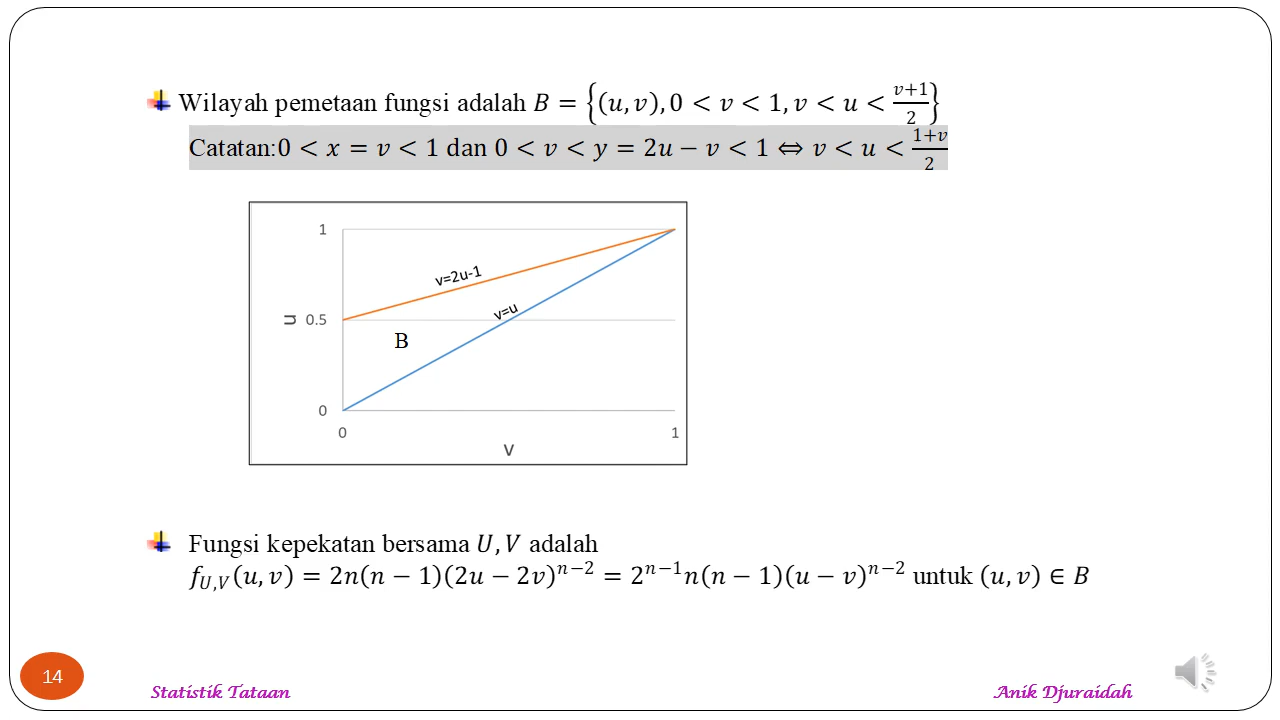 Wilayah pemetaan fungsi adalah 𝐵 = {(𝑢, 𝑣), 0 < 𝑣 < 1, 𝑣 < 𝑢 < (𝑣+1)/2}
Catatan:0 < 𝑥 = 𝑣 < 1 dan 0 < 𝑣 < 𝑦 = 2𝑢 − 𝑣 < 1 ⇔ 𝑣 < 𝑢 < (1+𝑣)/2
1
v=2u-1
v=u
u
0.5
B
0
0
1
v
Fungsi kepekatan bersama 𝑈, 𝑉 adalah
𝑓_{𝑈,𝑉}(𝑢, 𝑣) = 2𝑛(𝑛 − 1)(2𝑢 − 2𝑣)^{𝑛−2} = 2^{𝑛−1}𝑛(𝑛 − 1)(𝑢 − 𝑣)^{𝑛−2} untuk (𝑢, 𝑣) ∈ 𝐵
14
Statistik Tataan
Anik Djuraidah